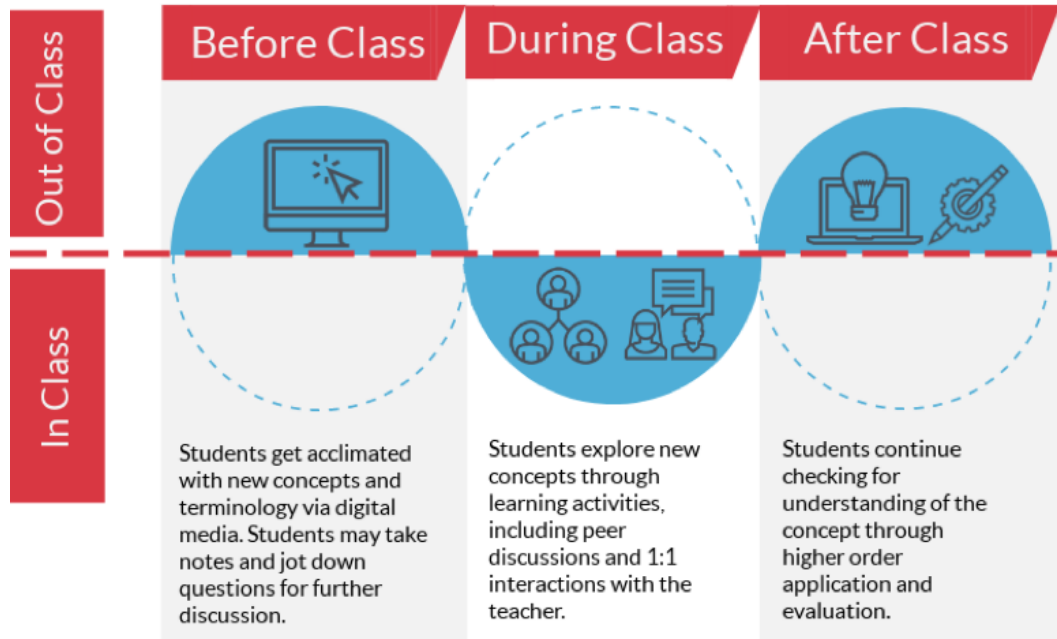 Before Class
During Class
After Class
Out of Class
In Class
Students get acclimated
with new concepts and
terminology via digital
media. Students may take
notes and jot down
questions for further
discussion.
Students explore new
concepts through
learning activities,
including peer
discussions and 1:1
interactions with the
teacher.
Students continue
checking for
understanding of the
concept through
higher order
application and
evaluation.